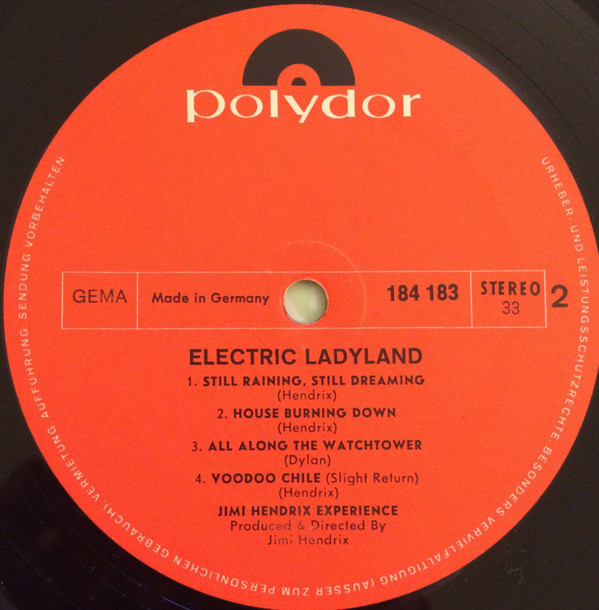 polydor
URHEBER- UND LEISTUNGSSCHUTZRECHTE, BESONDERS VERVIELFÄLTIGUNG (AUSSER ZUM PERSÖNLICHEN GEBRAUCH), VERMIETUNG, AUFFÜHRUNG, SENDUNG VORBEHALTEN
GEMA Made in Germany 184 183 STEREO 33 2
ELECTRIC LADYLAND
1. STILL RAINING, STILL DREAMING
(Hendrix)
2. HOUSE BURNING DOWN
(Hendrix)
3. ALL ALONG THE WATCHTOWER
(Dylan)
4. VOODOO CHILE (Slight Return)
(Hendrix)
JIMI HENDRIX EXPERIENCE
Produced & Directed By
Jimi Hendrix